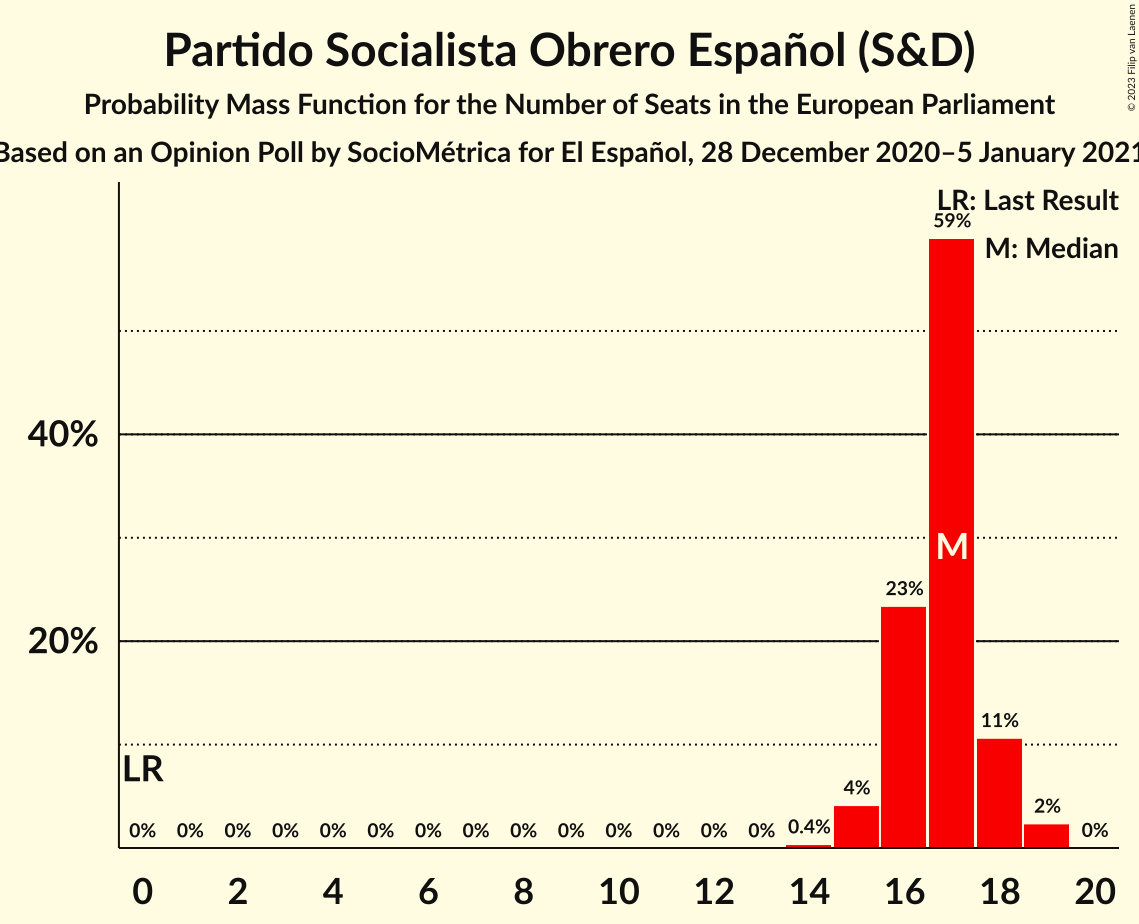 Partido Socialista Obrero Español (S&D)
Probability Mass Function for the Number of Seats in the European Parliament
Based on an Opinion Poll by SocioMétrica for El Español, 28 December 2020–5 January 2021
© 2023 Filip van Laenen
LR: Last Result
M: Median
59%
40%
M
23%
20%
11%
LR
4%
2%
0% 0% 0% 0% 0% 0% 0% 0% 0% 0% 0% 0% 0% 0% 0.4% 0%
0 2 4 6 8 10 12 14 16 18 20